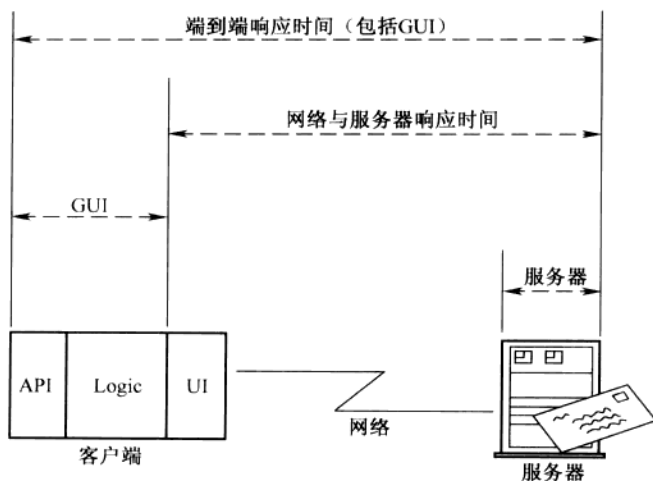 端到端响应时间（包括GUI）
网络与服务器响应时间
GUI
服务器
API
Logic
UI
网络
客户端
服务器